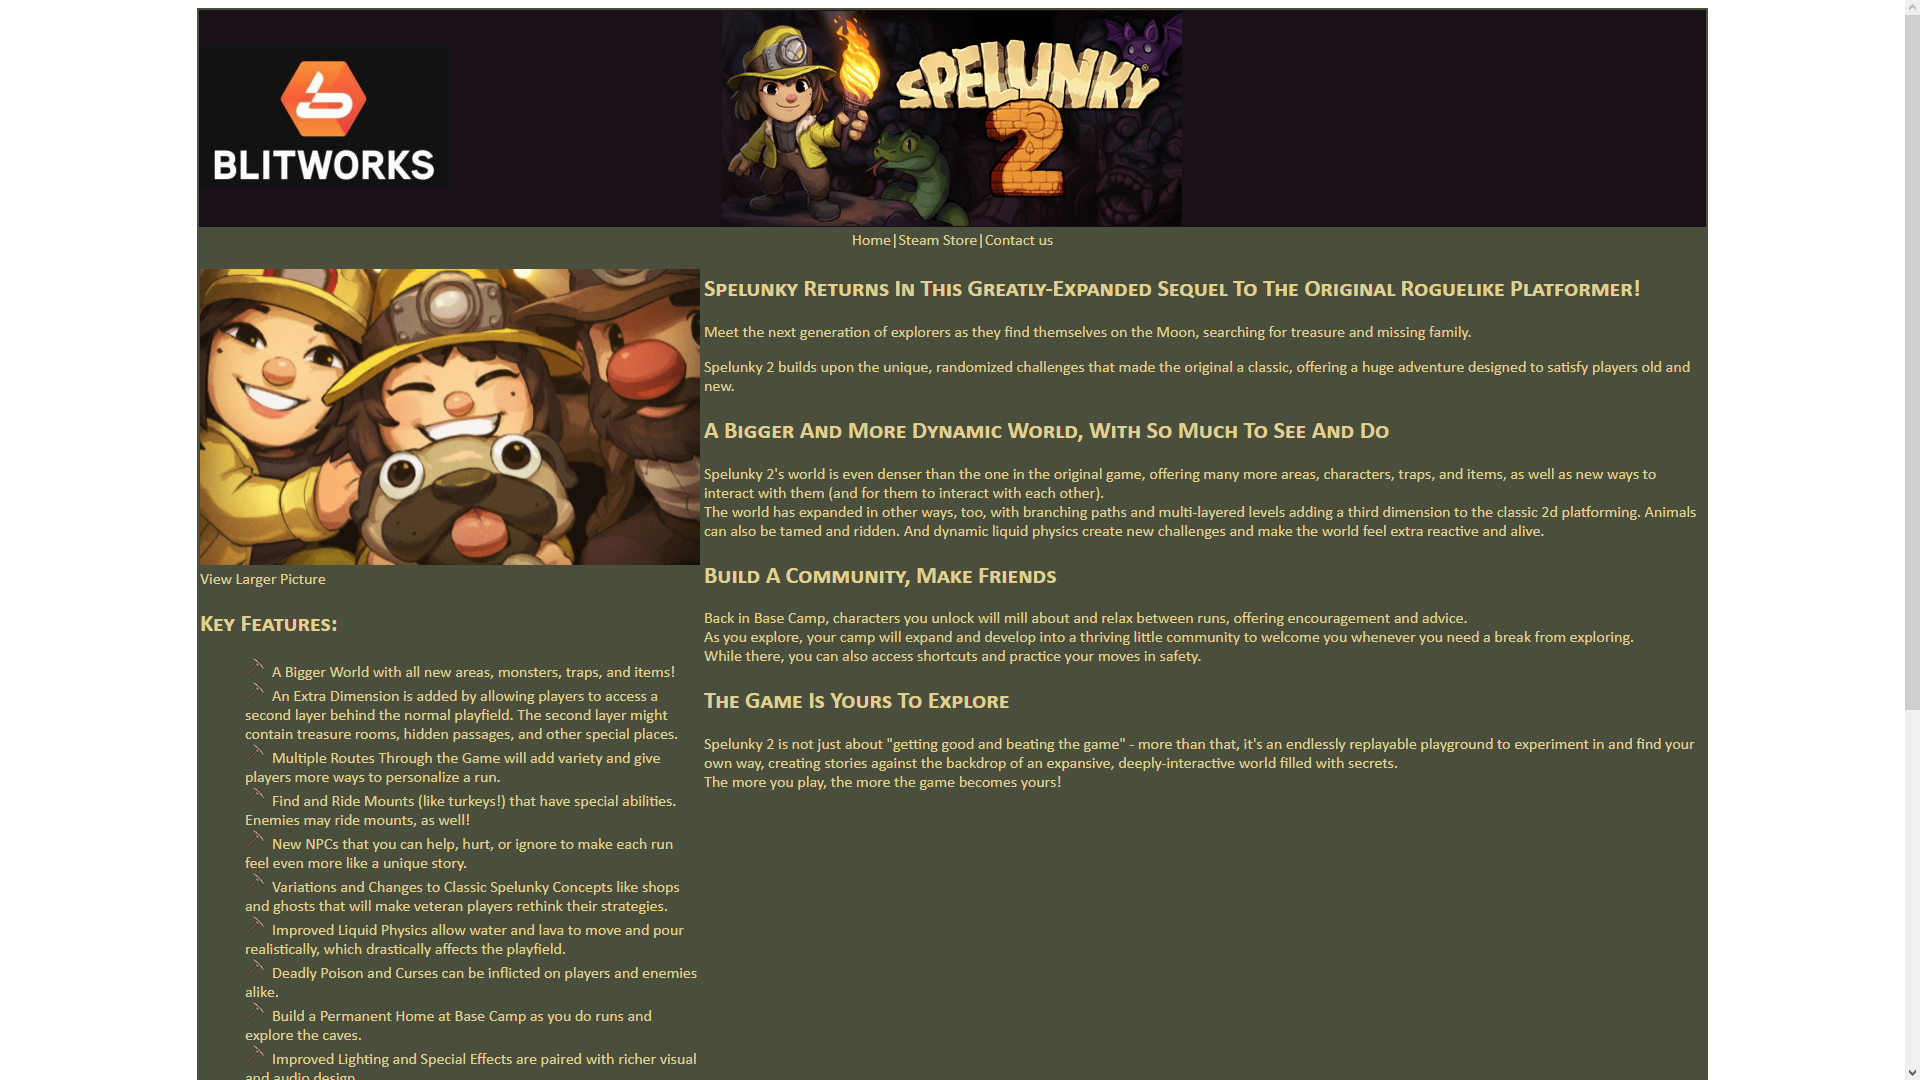 BLITWORKS
SPELUNKY®
2
Home|Steam Store|Contact us
View Larger Picture
Key Features:
A Bigger World with all new areas, monsters, traps, and items!
An Extra Dimension is added by allowing players to access a
second layer behind the normal playfield. The second layer might
contain treasure rooms, hidden passages, and other special places.
Multiple Routes Through the Game will add variety and give
players more ways to personalize a run.
Find and Ride Mounts (like turkeys!) that have special abilities.
Enemies may ride mounts, as well!
New NPCs that you can help, hurt, or ignore to make each run
feel even more like a unique story.
Variations and Changes to Classic Spelunky Concepts like shops
and ghosts that will make veteran players rethink their strategies.
Improved Liquid Physics allow water and lava to move and pour
realistically, which drastically affects the playfield.
Deadly Poison and Curses can be inflicted on players and enemies
alike.
Build a Permanent Home at Base Camp as you do runs and
explore the caves.
Improved Lighting and Special Effects are paired with richer visual
and audio design
Spelunky Returns In This Greatly-Expanded Sequel To The Original Roguelike Platformer!
Meet the next generation of explorers as they find themselves on the Moon, searching for treasure and missing family.
Spelunky 2 builds upon the unique, randomized challenges that made the original a classic, offering a huge adventure designed to satisfy players old and
new.
A Bigger And More Dynamic World, With So Much To See And Do
Spelunky 2's world is even denser than the one in the original game, offering many more areas, characters, traps, and items, as well as new ways to
interact with them (and for them to interact with each other).
The world has expanded in other ways, too, with branching paths and multi-layered levels adding a third dimension to the classic 2d platforming. Animals
can also be tamed and ridden. And dynamic liquid physics create new challenges and make the world feel extra reactive and alive.
Build A Community, Make Friends
Back in Base Camp, characters you unlock will mill about and relax between runs, offering encouragement and advice.
As you explore, your camp will expand and develop into a thriving little community to welcome you whenever you need a break from exploring.
While there, you can also access shortcuts and practice your moves in safety.
The Game Is Yours To Explore
Spelunky 2 is not just about "getting good and beating the game" - more than that, it's an endlessly replayable playground to experiment in and find your
own way, creating stories against the backdrop of an expansive, deeply-interactive world filled with secrets.
The more you play, the more the game becomes yours!